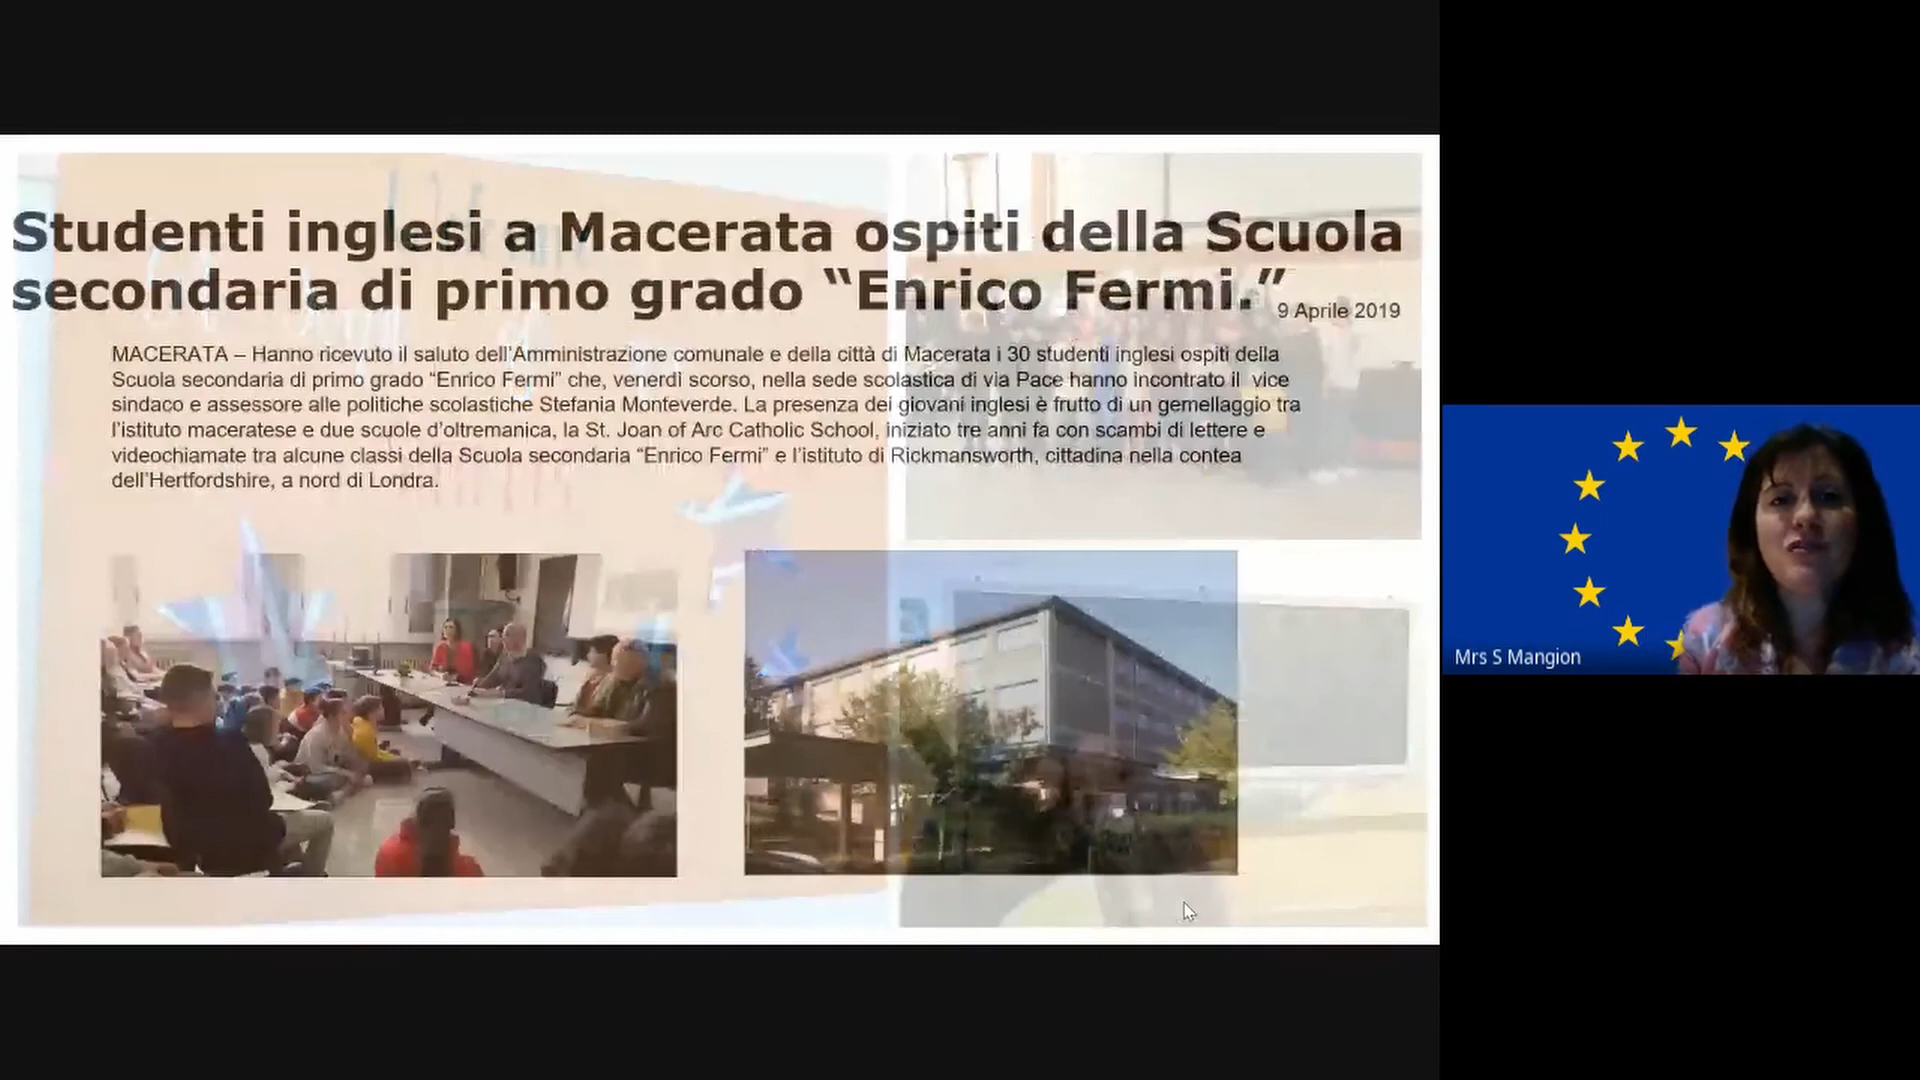 Studenti inglesi a Macerata ospiti della Scuola
secondaria di primo grado “Enrico Fermi.”
9 Aprile 2019
MACERATA – Hanno ricevuto il saluto dell’Amministrazione comunale e della città di Macerata i 30 studenti inglesi ospiti della
Scuola secondaria di primo grado “Enrico Fermi” che, venerdì scorso, nella sede scolastica di via Pace hanno incontrato il vice
sindaco e assessore alle politiche scolastiche Stefania Monteverde. La presenza dei giovani inglesi è frutto di un gemellaggio tra
l’istituto maceratese e due scuole d’oltremanica, la St. Joan of Arc Catholic School, iniziato tre anni fa con scambi di lettere e
videochiamate tra alcune classi della Scuola secondaria “Enrico Fermi” e l’istituto di Rickmansworth, cittadina nella contea
dell’Hertfordshire, a nord di Londra.
Mrs S Mangion